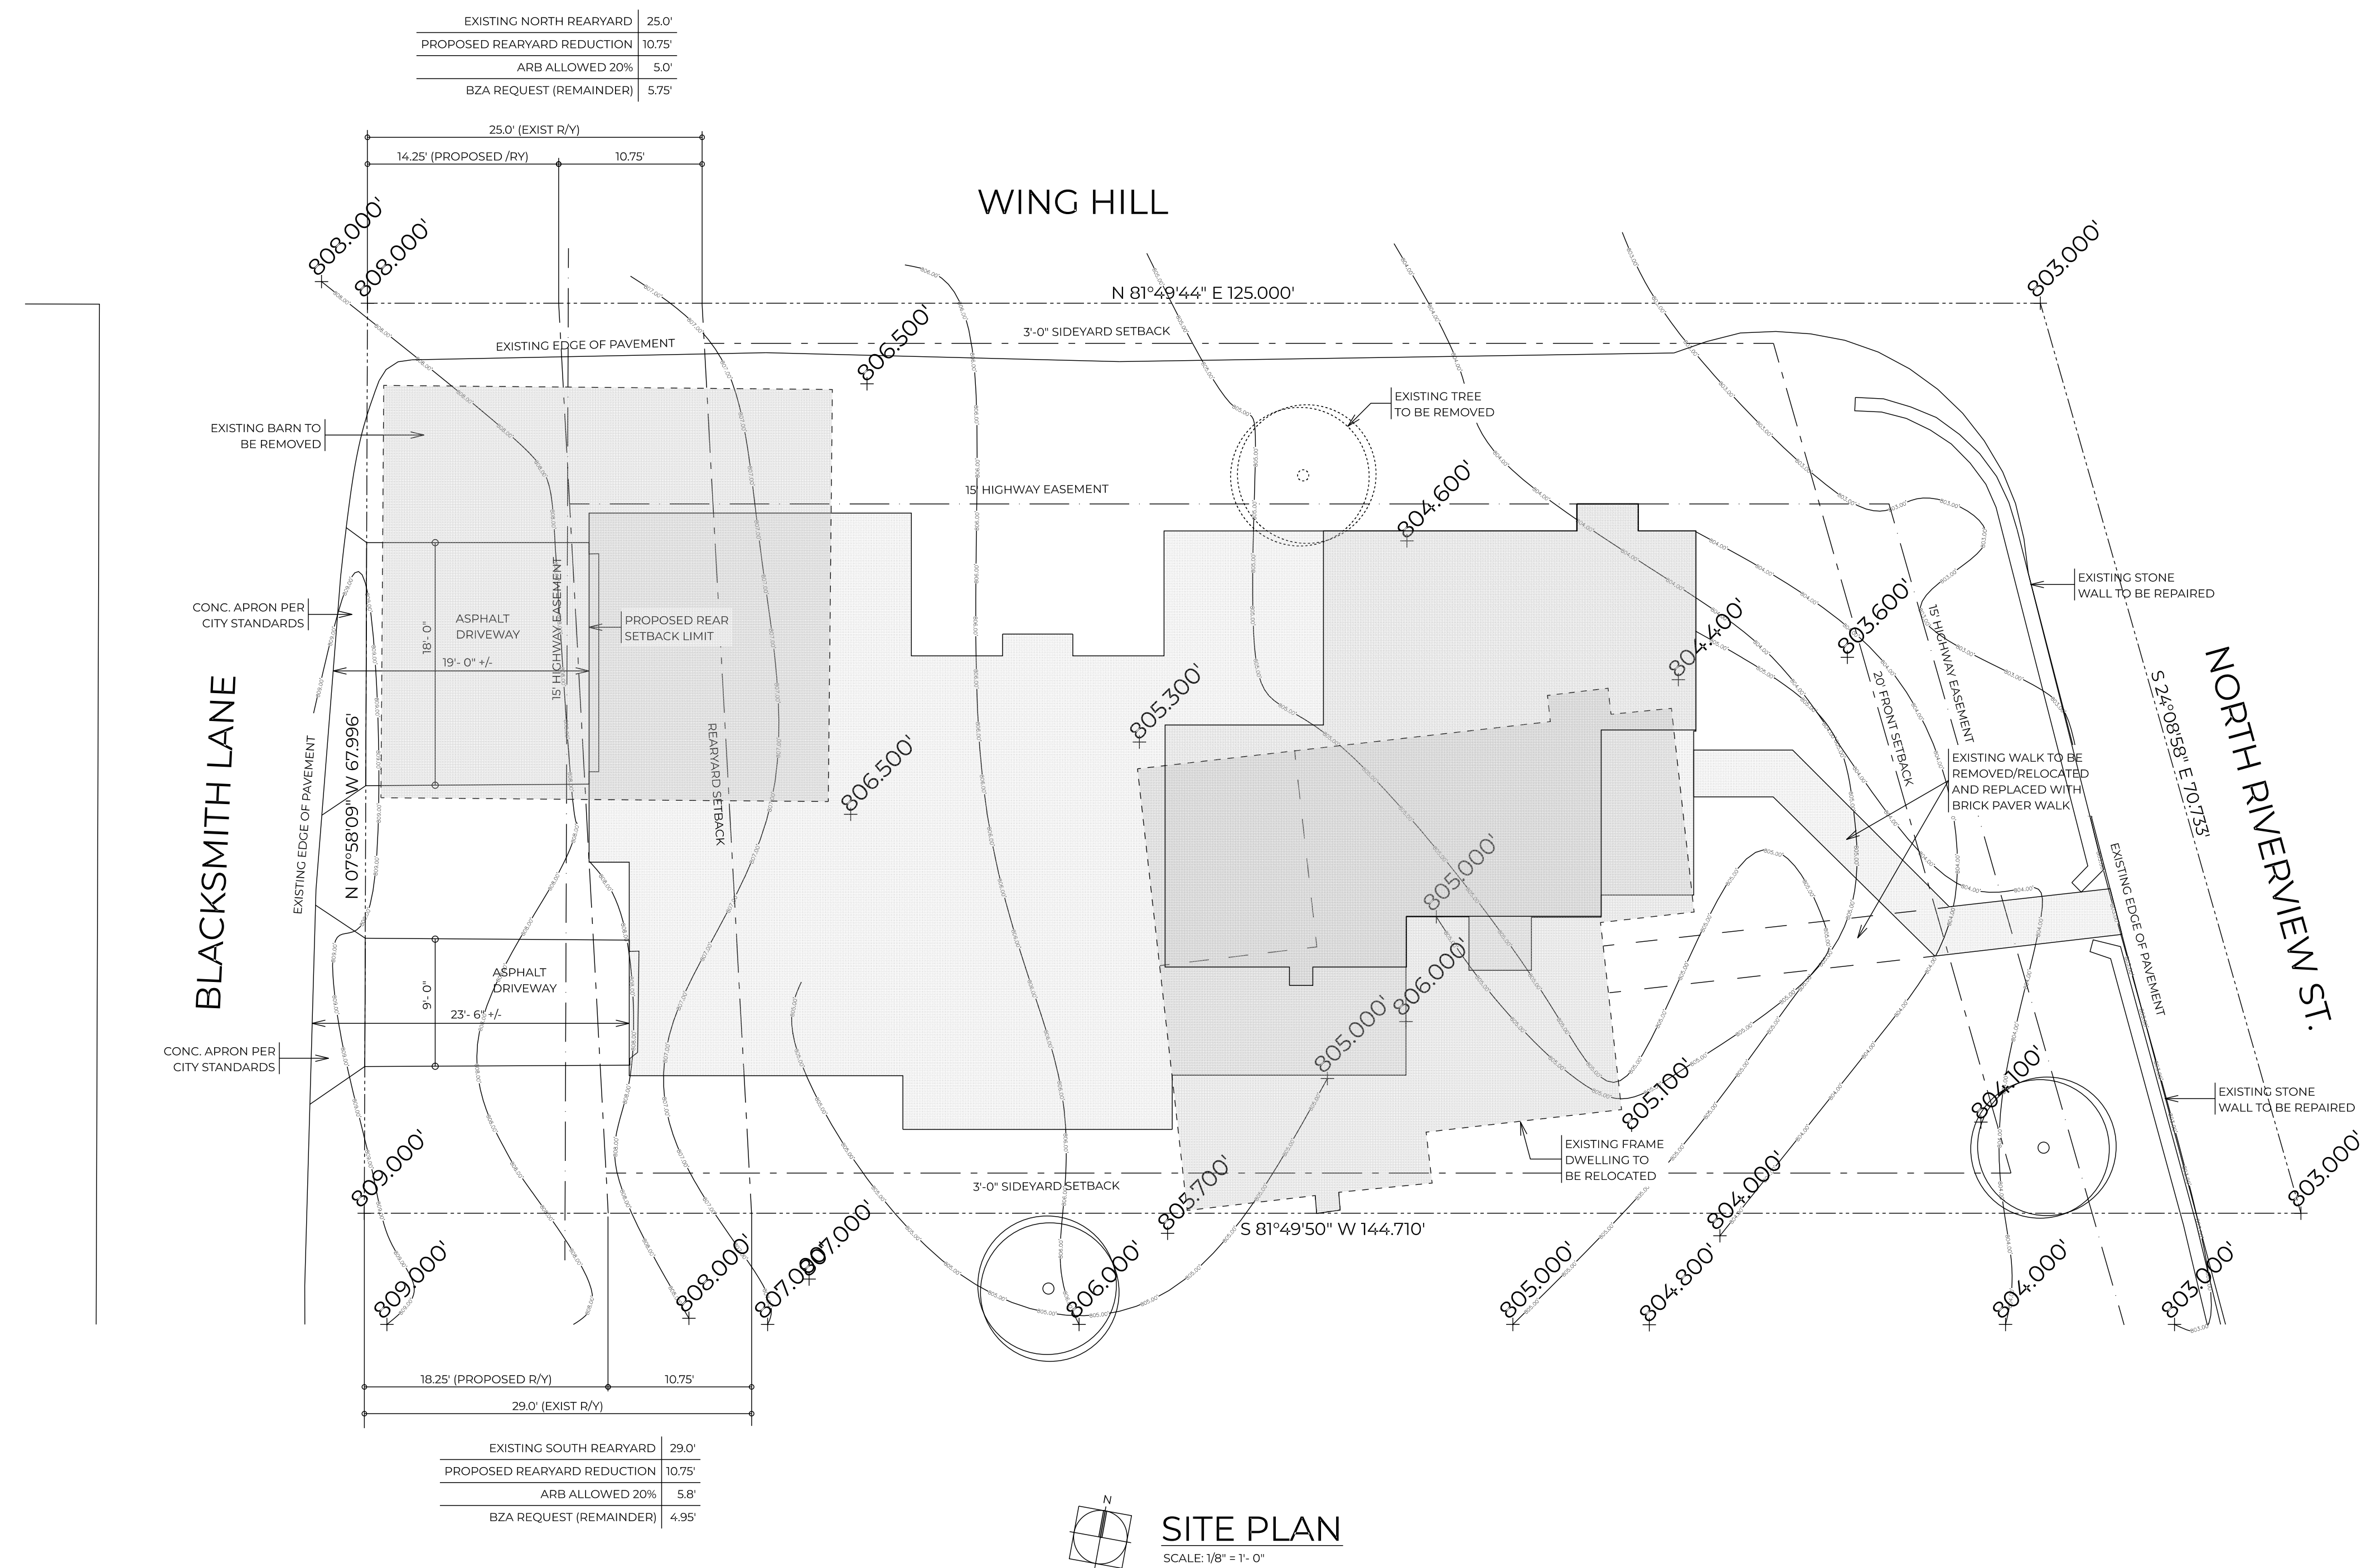 EXISTING NORTH REARYARD 25.0'
PROPOSED REARYARD REDUCTION 10.75'
ARB ALLOWED 20% 5.0'
BZA REQUEST (REMAINDER) 5.75'
25.0' (EXIST R/Y)
14.25' (PROPOSED /RY)
10.75'
WING HILL
808.000'
808.000'
803.000'
N 81°49'44" E 125.000'
3'-0" SIDEYARD SETBACK
EXISTING EDGE OF PAVEMENT
806.500'
EXISTING TREE
TO BE REMOVED
EXISTING BARN TO
BE REMOVED
15' HIGHWAY EASEMENT
804.600'
EXISTING STONE
WALL TO BE REPAIRED
CONC. APRON PER
CITY STANDARDS
ASPHALT
DRIVEWAY
18'- 0"
19'- 0" +/-
15' HIGHWAY EASEMENT
PROPOSED REAR
SETBACK LIMIT
804.400'
803.600'
15' HIGHWAY EASEMENT
20' FRONT SETBACK
805.300'
806.500'
REARYARD SETBACK
BLACKSMITH LANE
EXISTING EDGE OF PAVEMENT
N 07°58'09" W 67.996'
S 24°08'58" E 70.733'
NORTH RIVERVIEW ST.
EXISTING WALK TO BE
REMOVED/RELOCATED
AND REPLACED WITH
BRICK PAVER WALK
EXISTING EDGE OF PAVEMENT
805.000'
806.000'
805.000'
ASPHALT
DRIVEWAY
9'- 0"
23'- 6" +/-
CONC. APRON PER
CITY STANDARDS
805.100'
804.100'
EXISTING STONE
WALL TO BE REPAIRED
EXISTING FRAME
DWELLING TO
BE RELOCATED
809.000'
3'-0" SIDEYARD SETBACK
805.700'
804.000'
803.000'
S 81°49'50" W 144.710'
807.000'
809.000'
808.000'
807.000'
806.000'
805.000'
804.800'
804.000'
803.000'
18.25' (PROPOSED R/Y)
10.75'
29.0' (EXIST R/Y)
EXISTING SOUTH REARYARD 29.0'
PROPOSED REARYARD REDUCTION 10.75'
ARB ALLOWED 20% 5.8'
BZA REQUEST (REMAINDER) 4.95'
N
SITE PLAN
SCALE: 1/8" = 1'- 0"